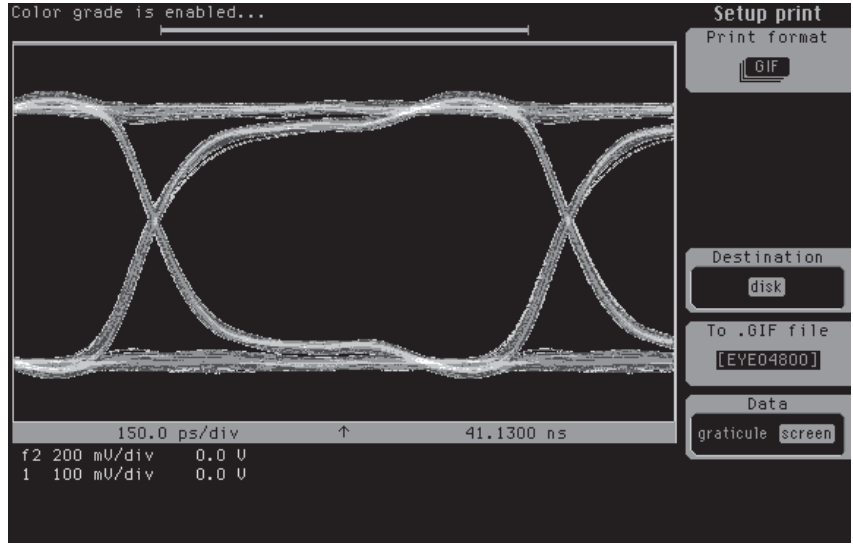 Color grade is enabled...
Setup print
Print format
GIF
Destination
disk
To .GIF file
[EYE04800]
Data
graticule screen
150.0 ps/div ↑ 41.1300 ns
f2 200 mV/div 0.0 V
1 100 mV/div 0.0 V